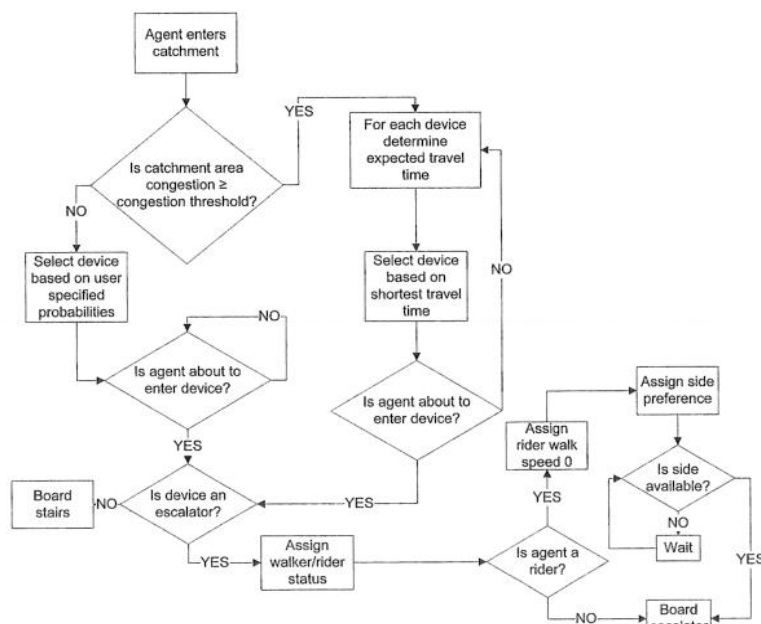 Agent enters
catchment
YES
For each device
determine
expected travel
time
Is catchment area
congestion ≥
congestion threshold?
NO
Select device
based on user
specified
probabilities
Select device
based on
shortest travel
time
NO
NO
Is agent about to
enter device?
Is agent about to
enter device?
Assign side
preference
Assign
rider walk
speed 0
YES
Is side
available?
Board
stairs
NO
Is device an
escalator?
YES
YES
NO
Wait
YES
YES
Assign
walker/rider
status
Is agent a
rider?
NO
Board